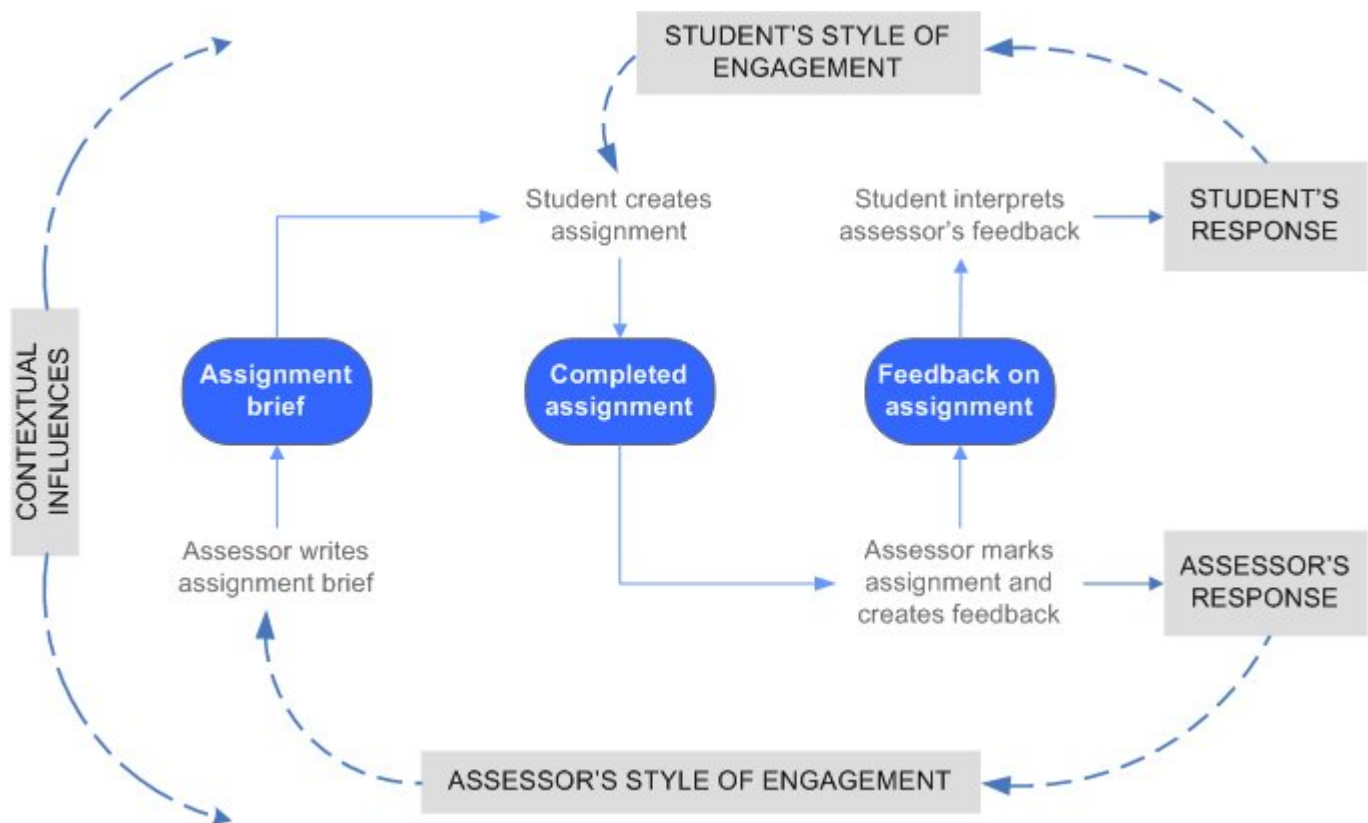 STUDENT'S STYLE OF
ENGAGEMENT
Student creates
assignment
Student interprets
assessor's feedback
STUDENT'S
RESPONSE
CONTEXTUAL
INFLUENCES
Assignment
brief
Completed
assignment
Feedback on
assignment
Assessor writes
assignment brief
Assessor marks
assignment and
creates feedback
ASSESSOR'S
RESPONSE
ASSESSOR'S STYLE OF ENGAGEMENT